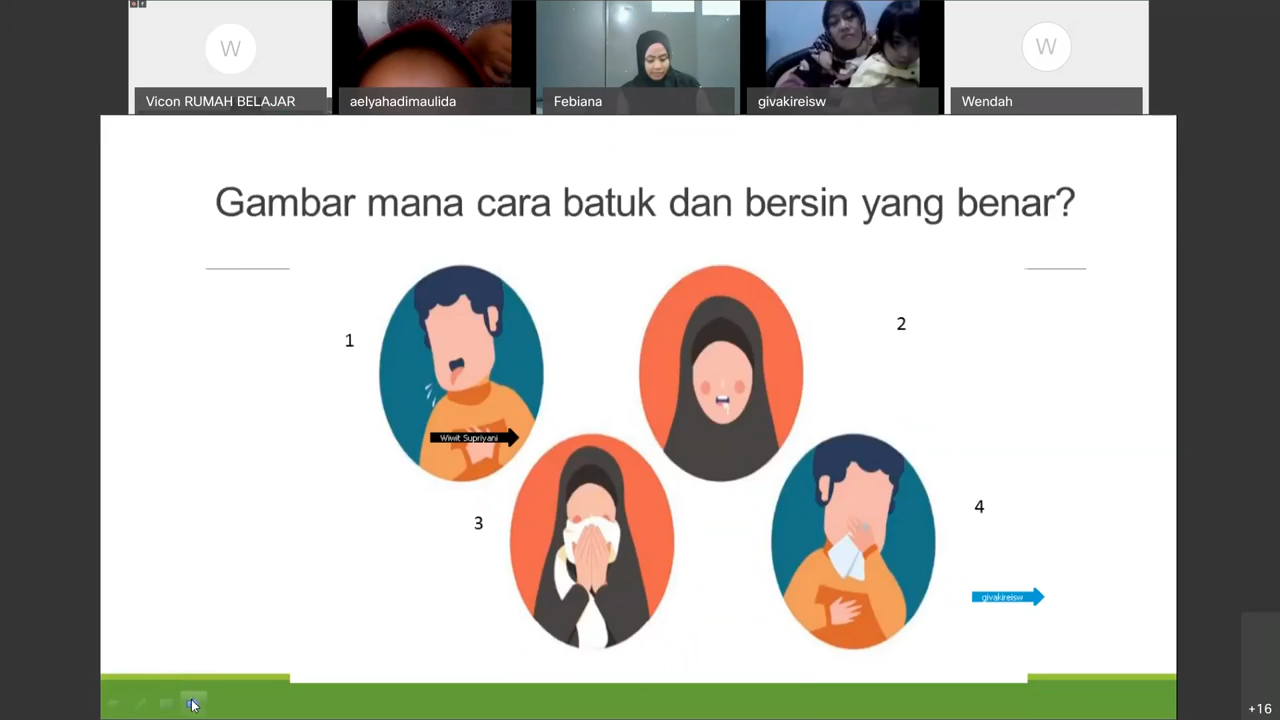 W
W
Vicon RUMAH BELAJAR
aelyahadimaulida
Febiana
givakireisw
Wendah
Gambar mana cara batuk dan bersin yang benar?
1
2
Wiwit Supriyani
3
4
givakireisw
+16